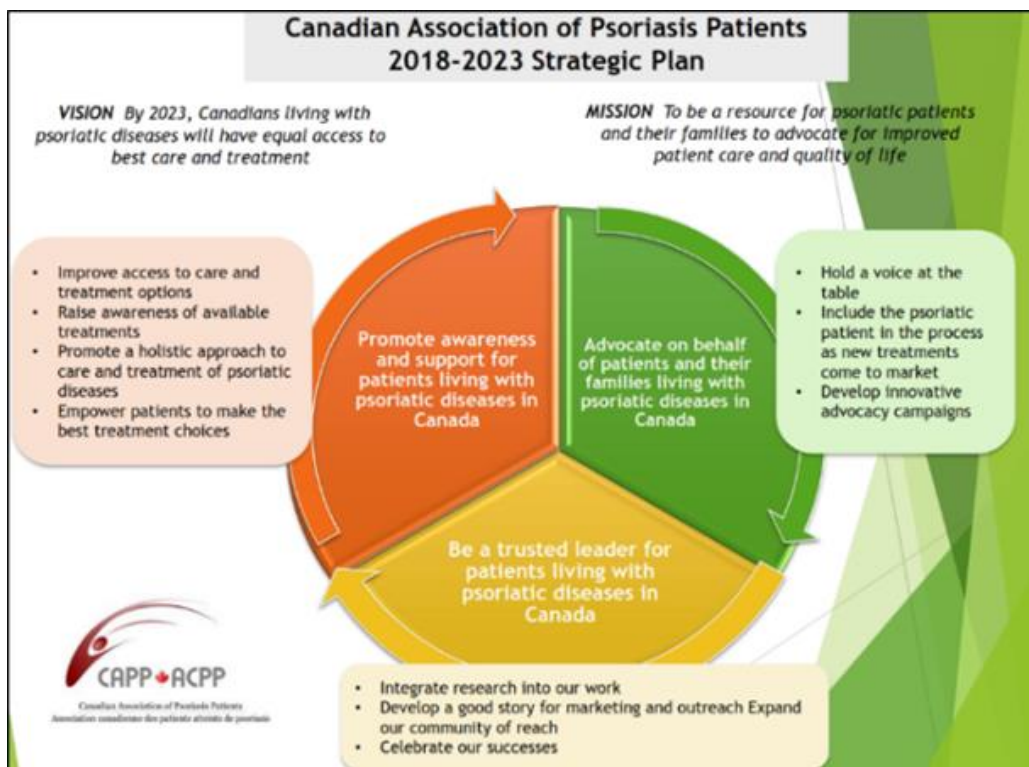 Canadian Association of Psoriasis Patients
2018-2023 Strategic Plan
VISION By 2023, Canadians living with
psoriatic diseases will have equal access to
best care and treatment
MISSION To be a resource for psoriatic patients
and their families to advocate for improved
patient care and quality of life
• Improve access to care and
treatment options
• Raise awareness of available
treatments
• Promote a holistic approach to
care and treatment of psoriatic
diseases
• Empower patients to make the
best treatment choices
Promote awareness
and support for
patients living with
psoriatic diseases in
Canada
Advocate on behalf
of patients and their
families living with
psoriatic diseases in
Canada
• Hold a voice at the
table
• Include the psoriatic
patient in the process
as new treatments
come to market
• Develop innovative
advocacy campaigns
Be a trusted leader for
patients living with
psoriatic diseases in
Canada
• Integrate research into our work
• Develop a good story for marketing and outreach Expand
our community of reach
• Celebrate our successes
CAPP ACPP
Canadian Association of Psoriasis Patients
Association canadienne des patients atteints de psoriasis